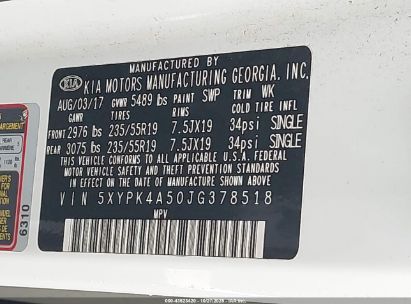 MANUFACTURED BY
KIA KIA MOTORS MANUFACTURING GEORGIA, INC.
AUG/03/17 GVWR 5489 lbs PAINT SWP TRIM WK
GAWR TIRES RIMS COLD TIRE INFL
FRONT 2976 lbs 235/55R19 7.5JX19 34psi SINGLE
REAR 3075 lbs 235/55R19 7.5JX19 34psi SINGLE
THIS VEHICLE CONFORMS TO ALL APPLICABLE U.S. FEDERAL
MOTOR VEHICLE SAFETY AND THEFT PREVENTION STANDARDS
IN EFFECT ON THE DATE OF MANUFACTURE SHOWN ABOVE.
VIN 5XYPK4A50JG378518
MPV
REAR
6310